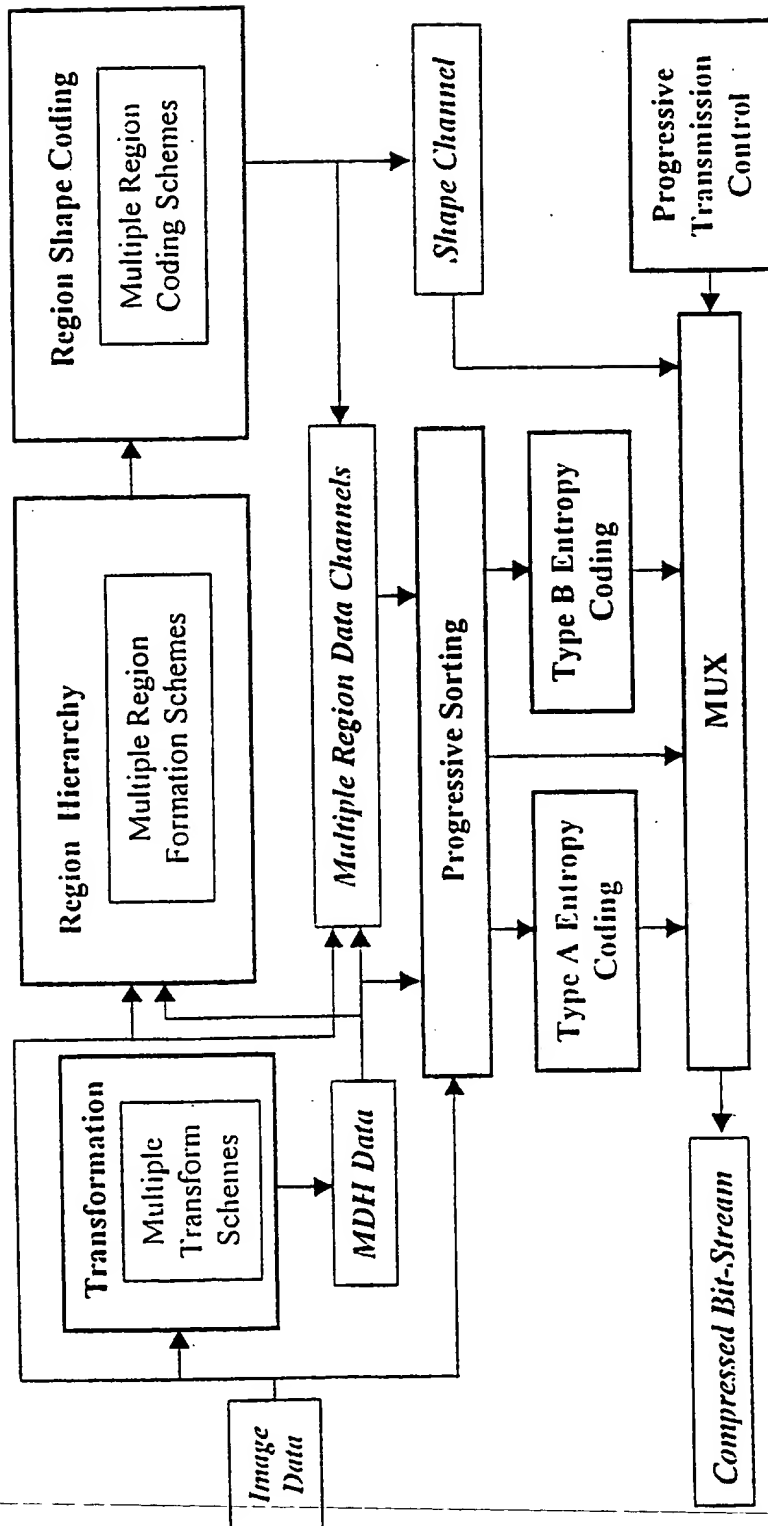 Image
Data
Transformation
Multiple
Transform
Schemes
MDH Data
Region Hierarchy
Multiple Region
Formation Schemes
Region Shape Coding
Multiple Region
Coding Schemes
Multiple Region Data Channels
Shape Channel
Progressive Sorting
Type A Entropy
Coding
Type B Entropy
Coding
Progressive
Transmission
Control
MUX
Compressed Bit-Stream